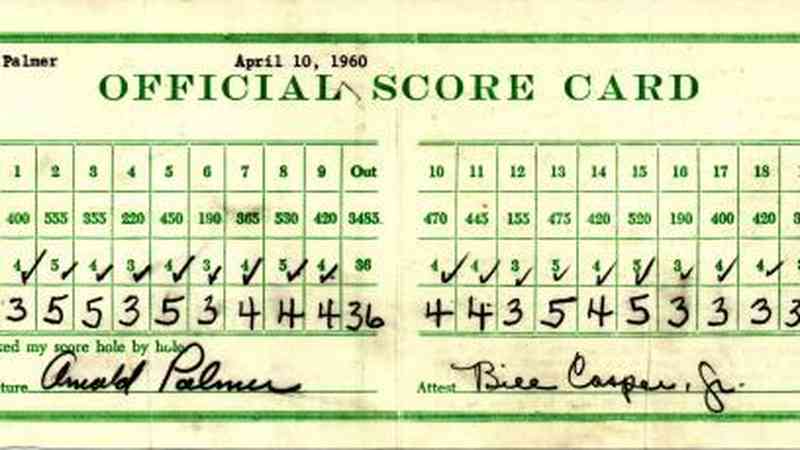 Palmer April 10, 1960
OFFICIAL SCORE CARD
1 2 3 4 5 6 7 8 9 Out 10 11 12 13 14 15 16 17 18
400 555 355 220 450 190 365 530 420 3485 470 445 155 475 420 520 190 400 420 3
4 5 4 3 4 3 4 5 4 36 4 4 3 5 4 5 3 4 4
3 5 5 3 5 3 4 4 4 36 4 4 3 5 4 5 3 3 3 3
ked my score hole by hole
ture Arnold Palmer Attest Bill Casper, Jr.